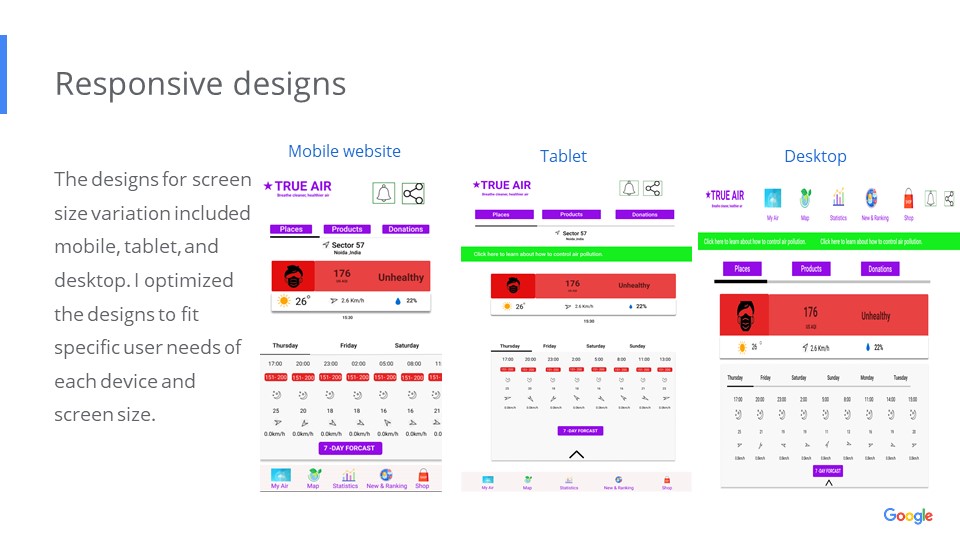 Responsive designs
The designs for screen
size variation included
mobile, tablet, and
desktop. I optimized
the designs to fit
specific user needs of
each device and
screen size.
Mobile website
TRUE AIR
Breathe cleaner, healthier air
Places Products Donations
Sector 57
Noida ,India
176 Unhealthy
US AQI
26° 2.6 Km/h 22%
15:30
Thursday Friday Saturday
17:00 20:00 23:00 02:00 05:00 08:00 11
151- 200 151- 200 151- 200 151- 200 151- 200 151- 200 15
25 20 18 18 16 16 21
0.0km/h 0.0km/h 0.0km/h 0.0km/h 0.0km/h 0.0km/h 0.0
7 -DAY FORCAST
My Air Map Statistics New & Ranking Shop
Tablet
TRUE AIR
Breathe cleaner, healthier air
Places Products Donations
Sector 57
Noida ,India
Click here to learn about how to control air pollution.
176 Unhealthy
US AQI
26° 2.6 Km/h 22%
15:30
Thursday Friday Saturday Sunday
17:00 20:00 23:00 2:00 5:00 8:00 11:00 13:00
7 -DAY FORCAST
My Air Map Statistics New & Ranking Shop
Desktop
TRUE AIR
Breathe cleaner, healthier air
My Air Map Statistics New & Ranking Shop
Click here to learn about how to control air pollution. Click here to learn about how to control air pollution.
Places Products Donations
176 Unhealthy
US AQI
26° 2.6 Km/h 22%
Thursday Friday Saturday Sunday Monday Tuesday
17:00 20:00 23:00 2:00 5:00 8:00 11:00 14:00 15:00
7 -DAY FORCAST
Google